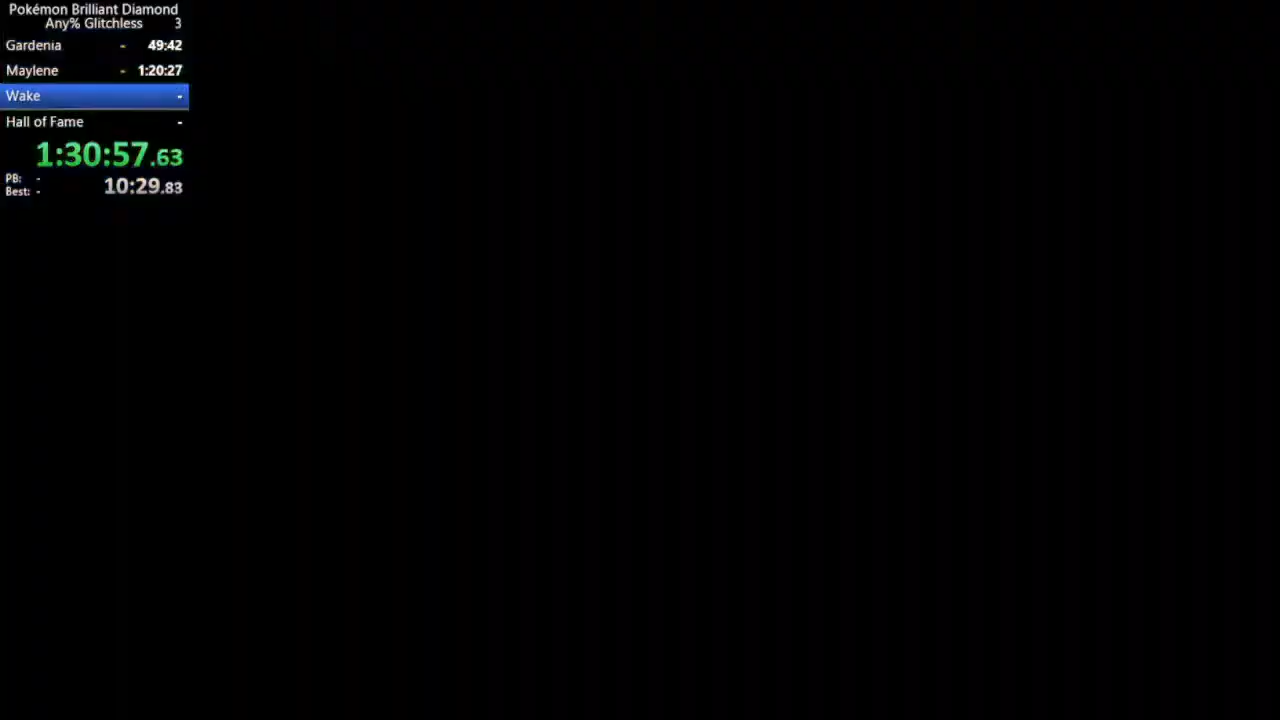 Pokémon Brilliant Diamond
Any% Glitchless 3
Gardenia - 49:42
Maylene - 1:20:27
Wake -
Hall of Fame -
1:30:57.63
PB: -
Best: - 10:29.83